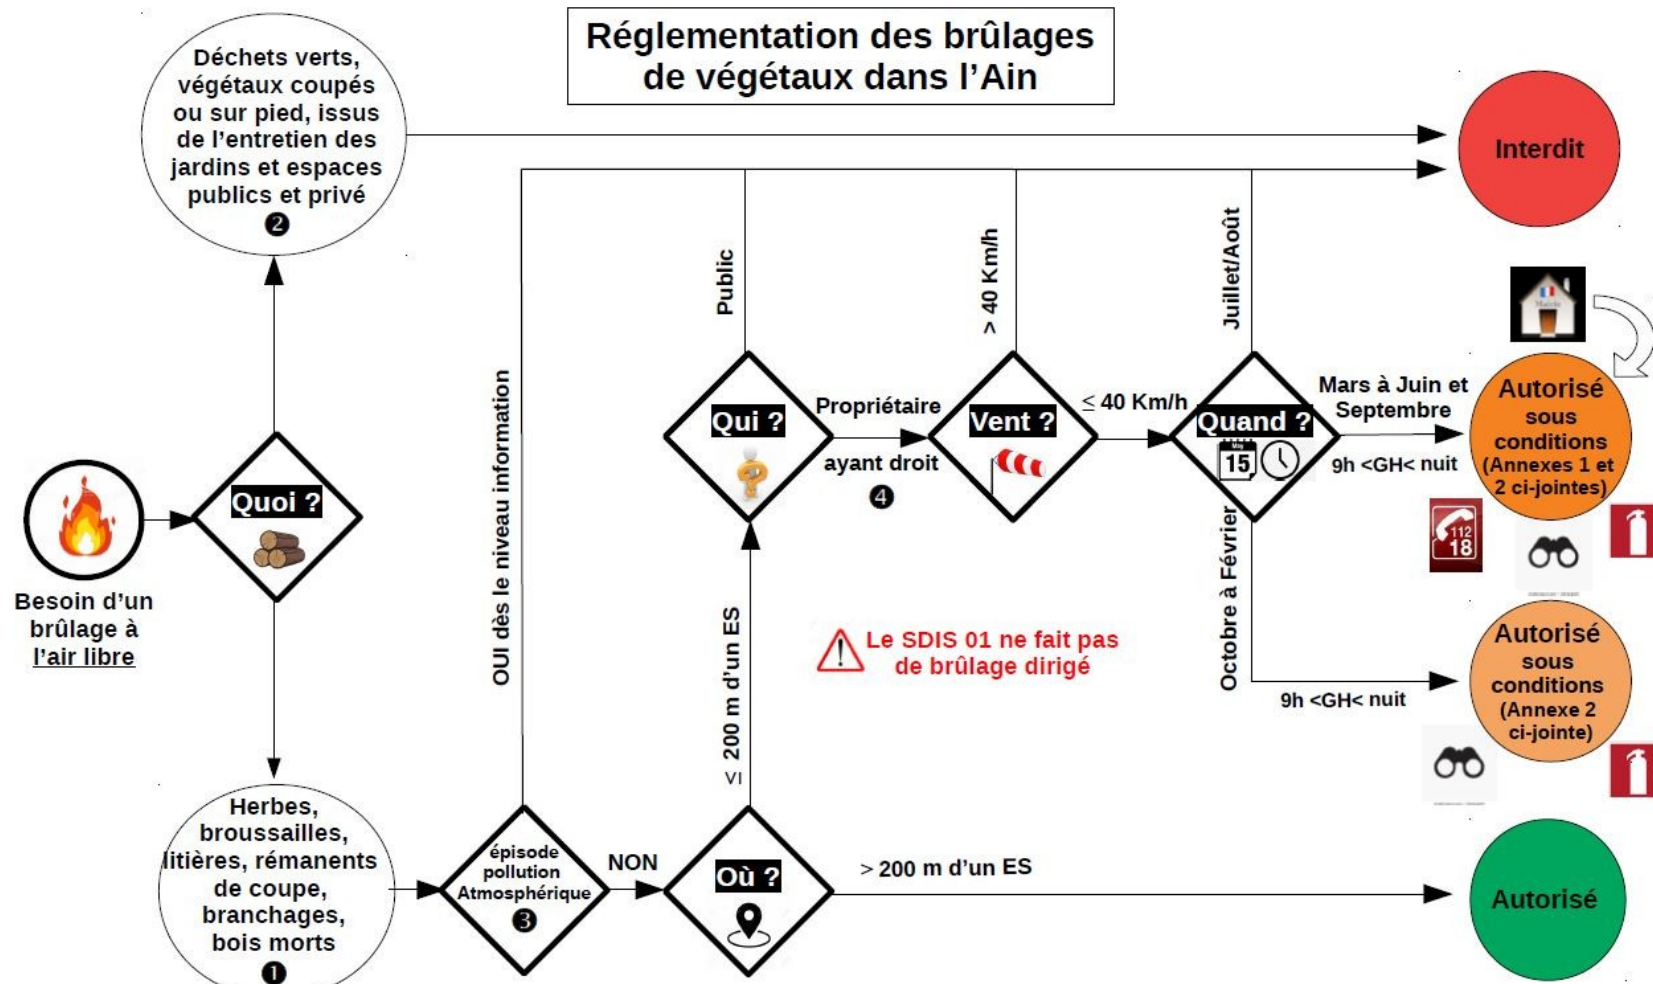 Réglementation des brûlages
de végétaux dans l'Ain
Déchets verts,
végétaux coupés
ou sur pied, issus
de l'entretien des
jardins et espaces
publics et privé
❷
Interdit
OUI dès le niveau information
Public
> 40 Km/h
Juillet/Août
Mairie
Besoin d'un
brûlage à
l'air libre
Quoi ?
Qui ?
Propriétaire
ayant droit
❹
Vent ?
≤ 40 Km/h
Quand ?
15
Mars à Juin et
Septembre
9h <GH< nuit
Autorisé
sous
conditions
(Annexes 1 et
2 ci-jointes)
112
18
≤ 200 m d'un ES
Le SDIS 01 ne fait pas
de brûlage dirigé
Octobre à Février
9h <GH< nuit
Autorisé
sous
conditions
(Annexe 2
ci-jointe)
Herbes,
broussailles,
litières, rémanents
de coupe,
branchages,
bois morts
❶
épisode
pollution
Atmosphérique
❸
NON
Où ?
> 200 m d'un ES
Autorisé